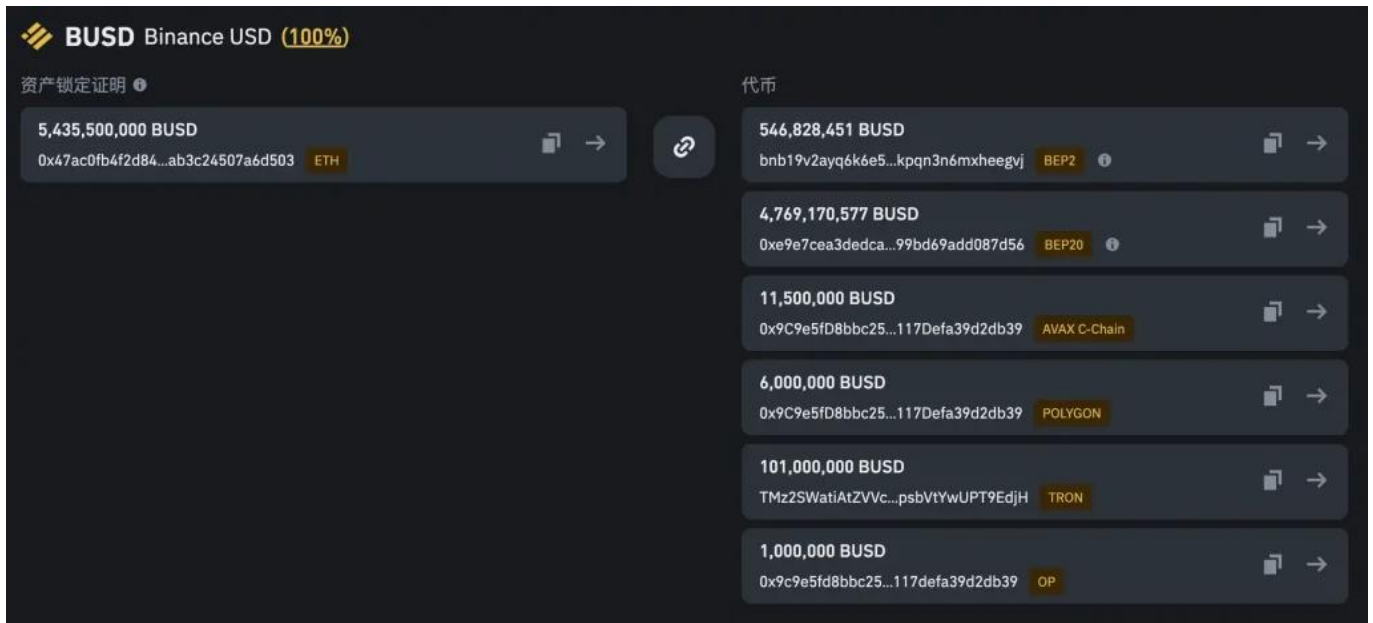 BUSD Binance USD (100%)
资产锁定证明
5,435,500,000 BUSD
0x47ac0fb4f2d84...ab3c24507a6d503 ETH
代币
546,828,451 BUSD
bnb19v2ayq6k6e5...kpqn3n6mxheegvj BEP2
4,769,170,577 BUSD
0xe9e7cea3dedca...99bd69add087d56 BEP20
11,500,000 BUSD
0x9C9e5fD8bbc25...117Defa39d2db39 AVAX C-Chain
6,000,000 BUSD
0x9C9e5fD8bbc25...117Defa39d2db39 POLYGON
101,000,000 BUSD
TMz2SWatiAtZVVc...psbVtYwUPT9EdjH TRON
1,000,000 BUSD
0x9c9e5fd8bbc25...117defa39d2db39 OP